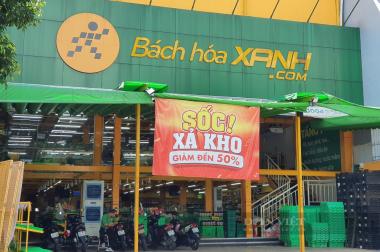 Bách hóa XANH
.COM
SỐC!
XẢ KHO
GIẢM ĐẾN 50%